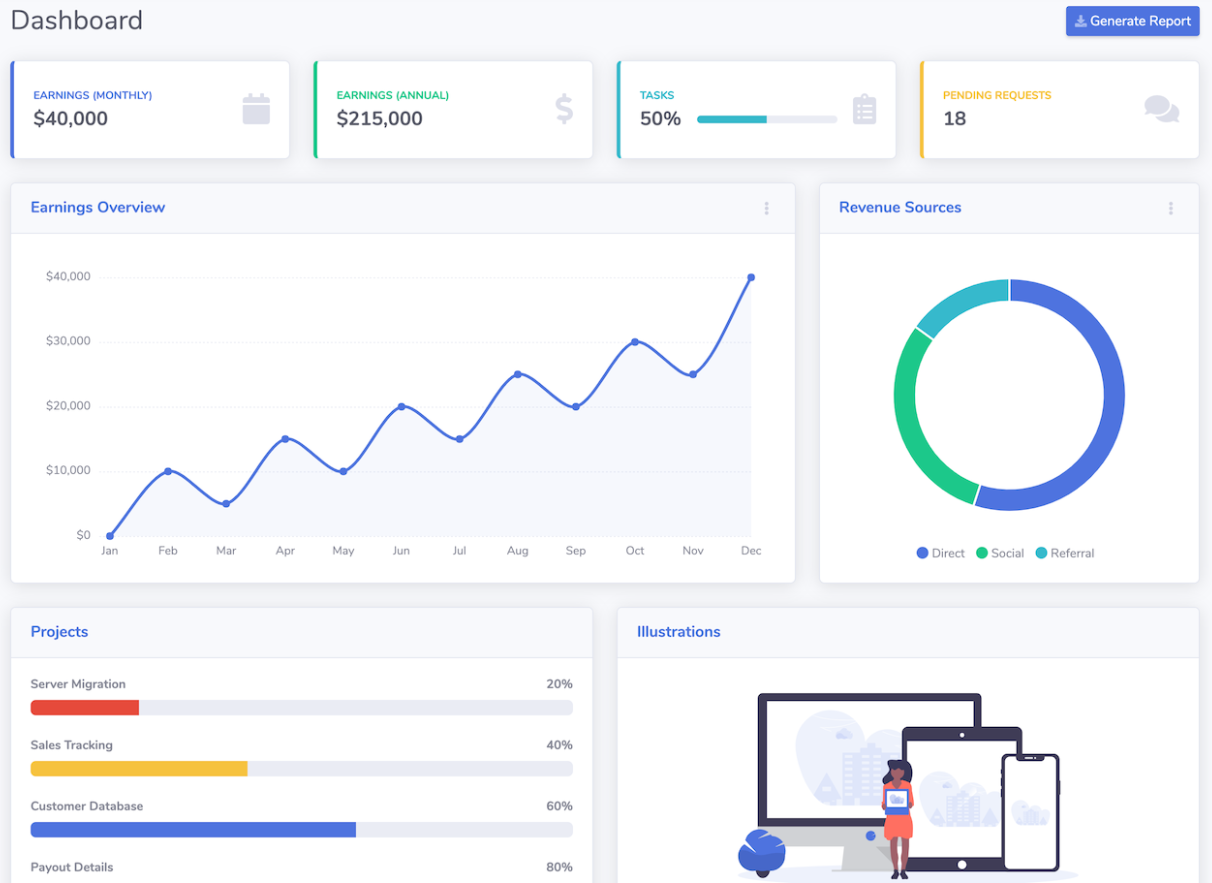 Dashboard
Generate Report
EARNINGS (MONTHLY)
$40,000
EARNINGS (ANNUAL)
$215,000
TASKS
50%
PENDING REQUESTS
18
Earnings Overview
$40,000
$30,000
$20,000
$10,000
$0
Jan Feb Mar Apr May Jun Jul Aug Sep Oct Nov Dec
Revenue Sources
Direct Social Referral
Projects
Server Migration 20%
Sales Tracking 40%
Customer Database 60%
Payout Details 80%
Illustrations